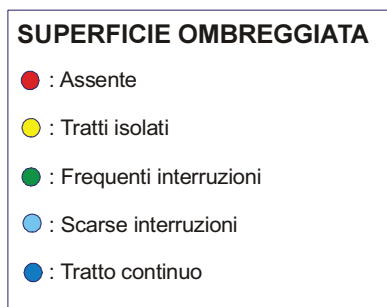 SUPERFICIE OMBREGGIATA
: Assente
: Tratti isolati
: Frequenti interruzioni
: Scarse interruzioni
: Tratto continuo